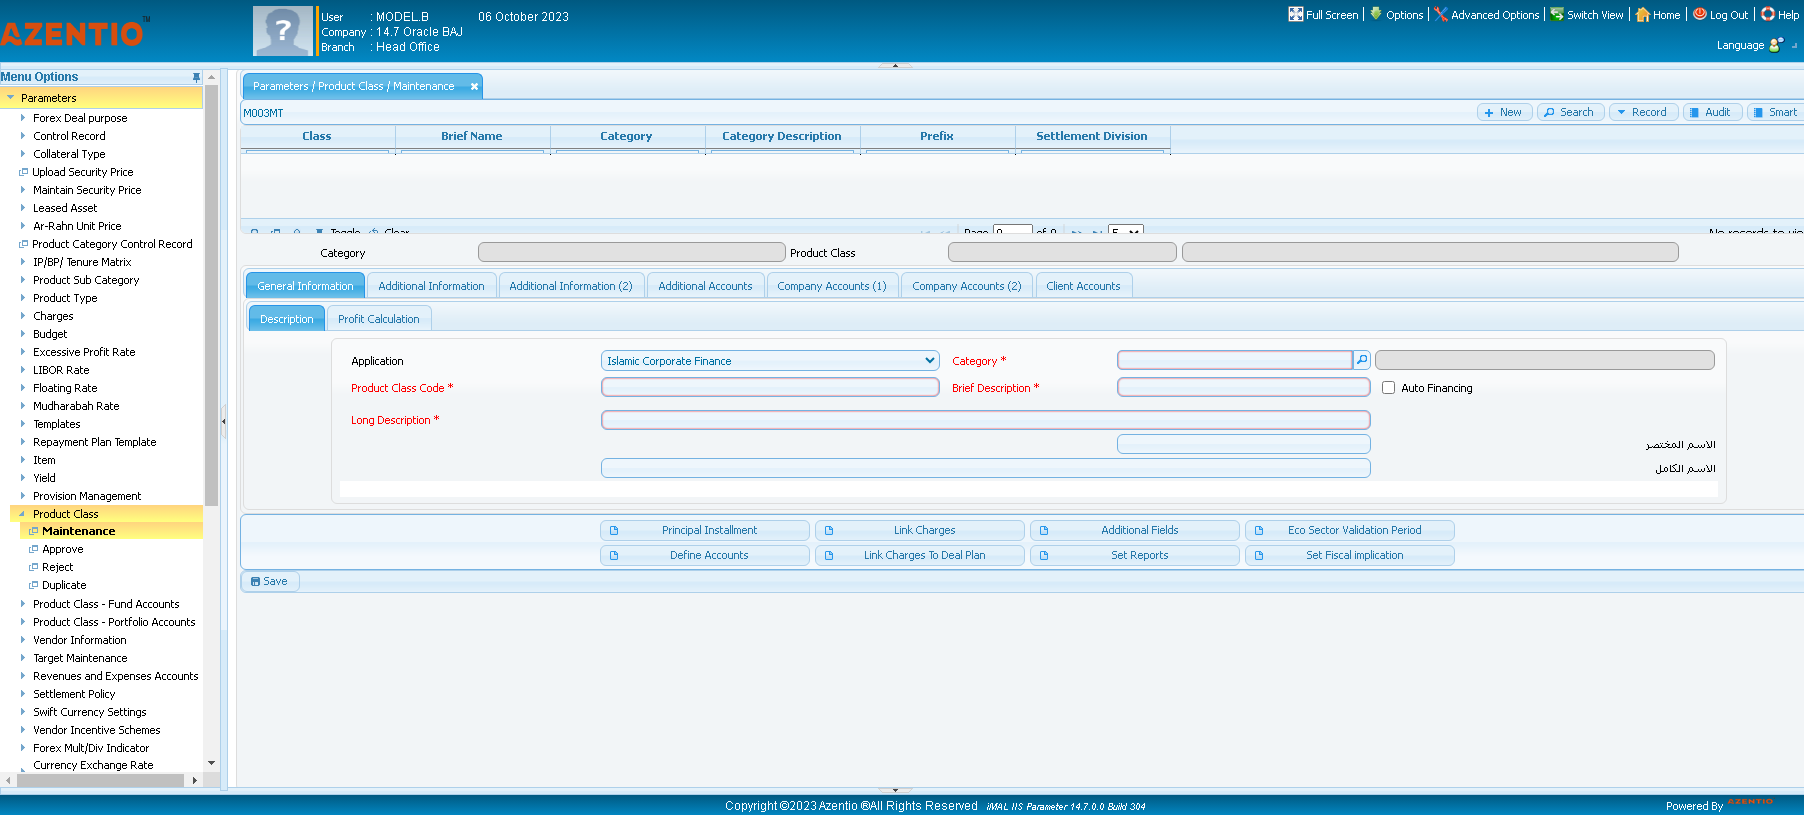 AZENTIO™
User : MODEL.B 06 October 2023
Company : 14.7 Oracle BAJ
Branch : Head Office
Full Screen | Options | Advanced Options | Switch View | Home | Log Out | Help
Language
Menu Options
Parameters
Forex Deal purpose
Control Record
Collateral Type
Upload Security Price
Maintain Security Price
Leased Asset
Ar-Rahn Unit Price
Product Category Control Record
IP/BP/ Tenure Matrix
Product Sub Category
Product Type
Charges
Budget
Excessive Profit Rate
LIBOR Rate
Floating Rate
Mudharabah Rate
Templates
Repayment Plan Template
Item
Yield
Provision Management
Product Class
Maintenance
Approve
Reject
Duplicate
Product Class - Fund Accounts
Product Class - Portfolio Accounts
Vendor Information
Target Maintenance
Revenues and Expenses Accounts
Settlement Policy
Swift Currency Settings
Vendor Incentive Schemes
Forex Mult/Div Indicator
Currency Exchange Rate
Parameters / Product Class / Maintenance
M003MT
New Search Record Audit Smart
Class Brief Name Category Category Description Prefix Settlement Division
Toggle Clear Page 0 of 0 5 No records to vie
Category Product Class
General Information Additional Information Additional Information (2) Additional Accounts Company Accounts (1) Company Accounts (2) Client Accounts
Description Profit Calculation
Application Islamic Corporate Finance Category *
Product Class Code * Brief Description * Auto Financing
Long Description *
الاسم المختصر
الاسم الكامل
Principal Installment Link Charges Additional Fields Eco Sector Validation Period
Define Accounts Link Charges To Deal Plan Set Reports Set Fiscal implication
Save
Copyright ©2023 Azentio ®All Rights Reserved iMAL IIS Parameter 14.7.0.0 Build 304
Powered By AZENTIO